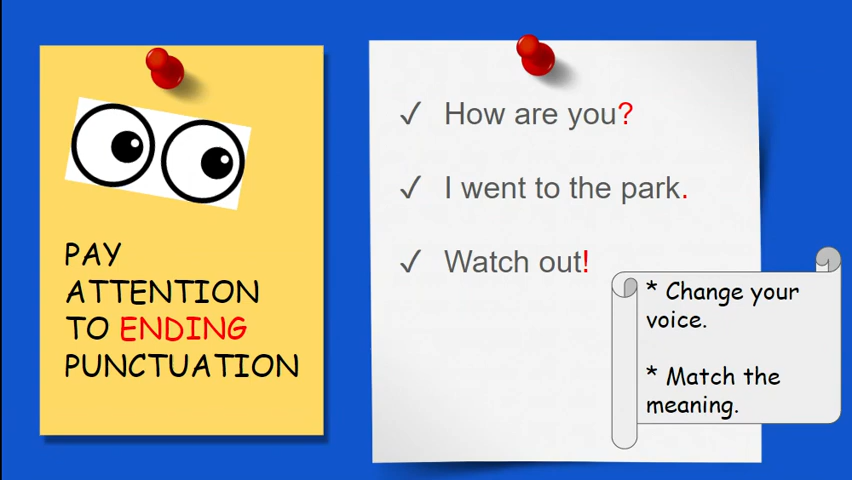 PAY
ATTENTION
TO ENDING
PUNCTUATION
✓ How are you?
✓ I went to the park.
✓ Watch out!
* Change your
voice.
* Match the
meaning.